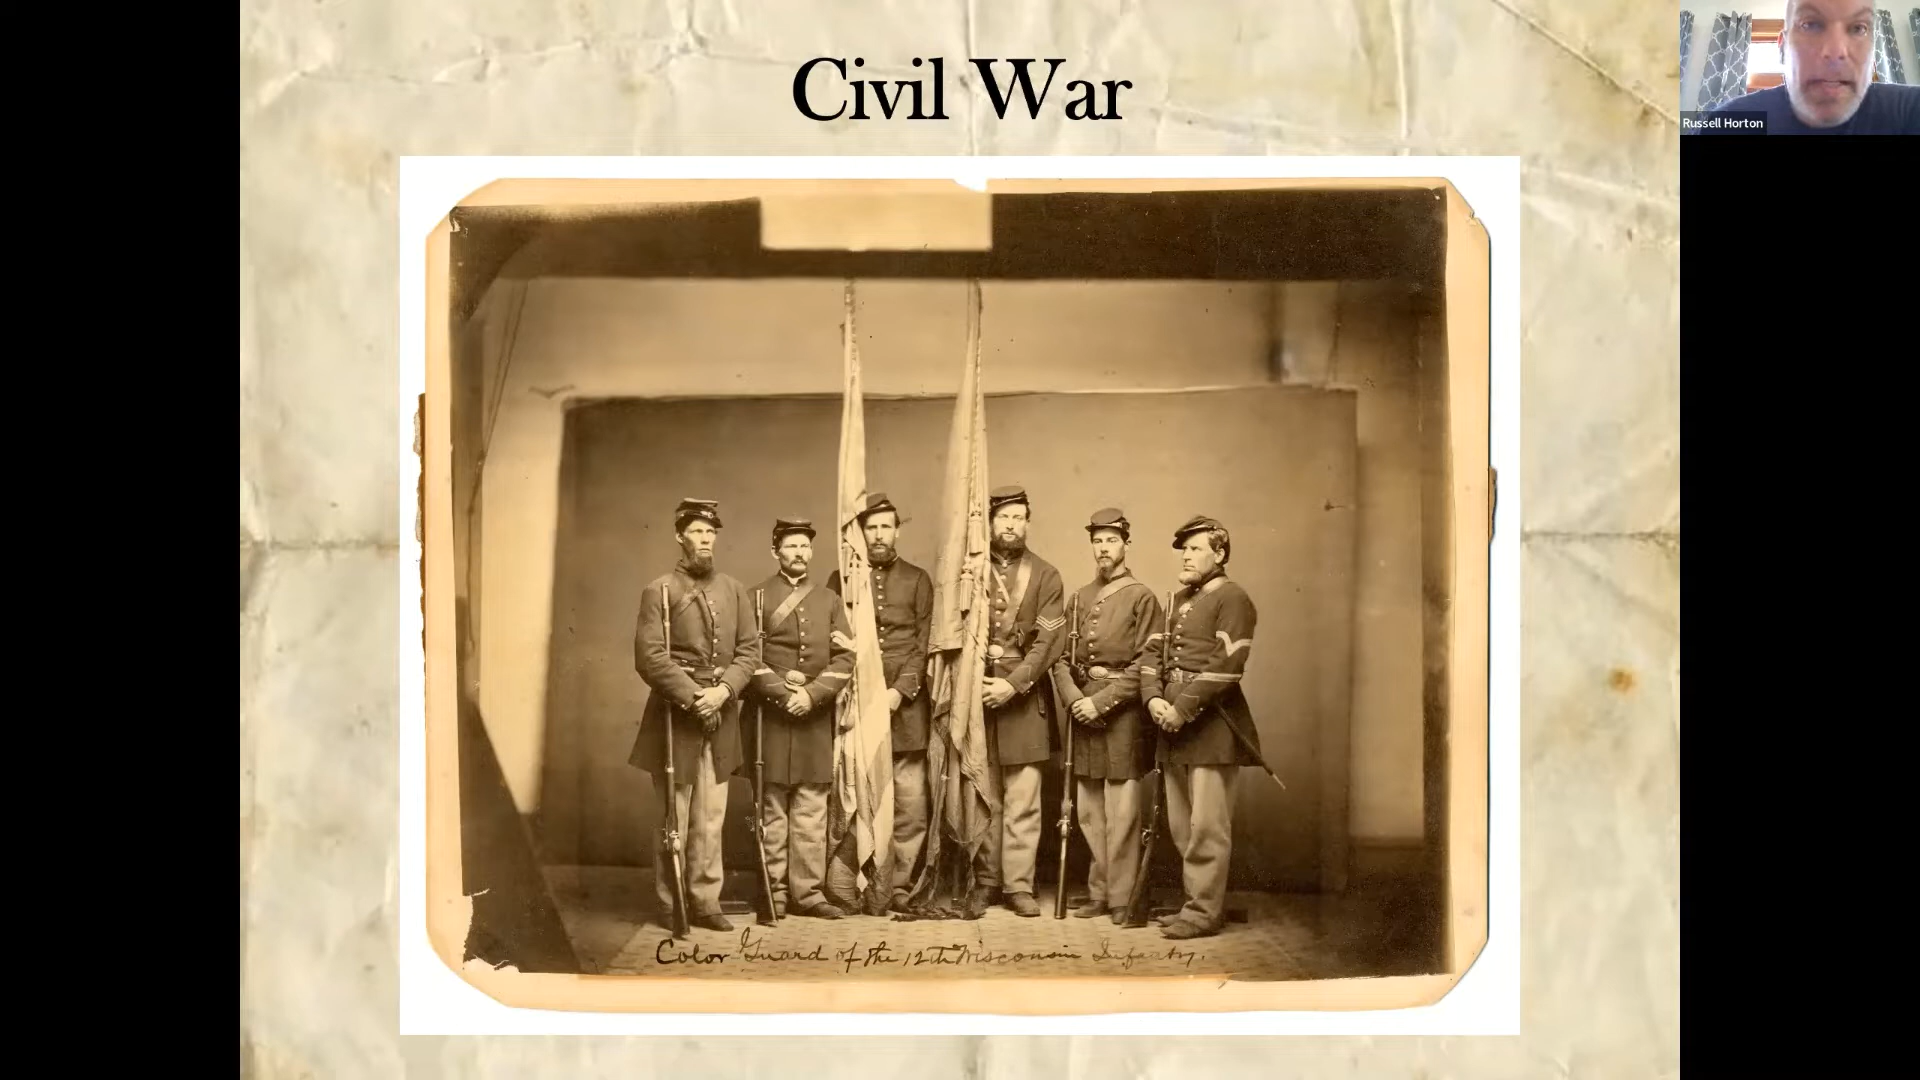 Civil War
Russell Horton
Color Guard of the 12th Wisconsin Infantry.